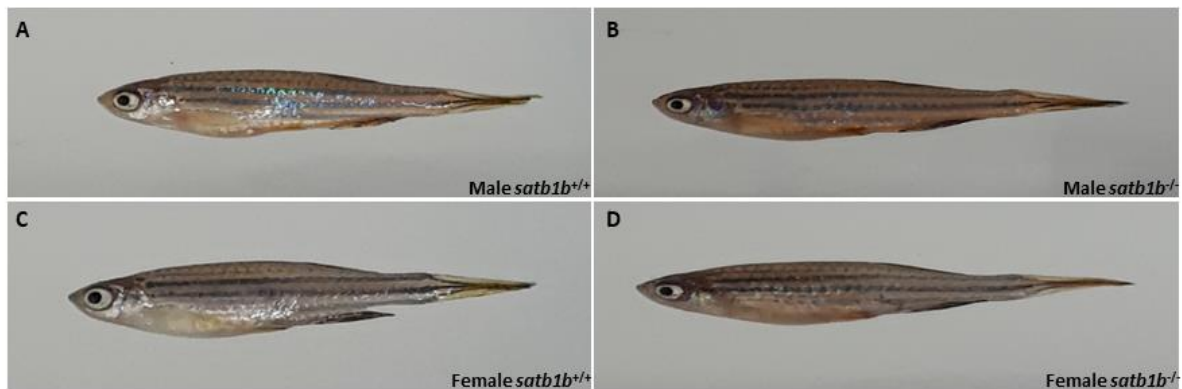 A
Male satb1b+/+
B
Male satb1b-/-
C
Female satb1b+/+
D
Female satb1b-/-